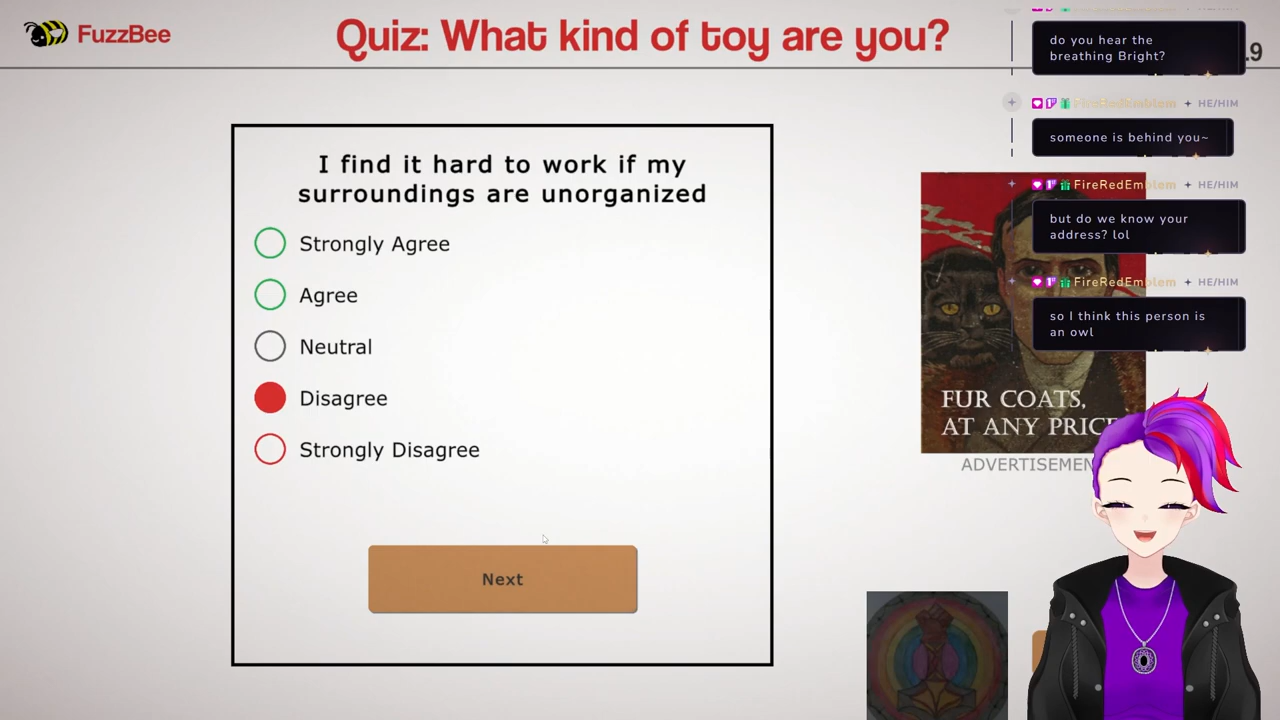 FuzzBee
Quiz: What kind of toy are you?
I find it hard to work if my
surroundings are unorganized
Strongly Agree
Agree
Neutral
Disagree
Strongly Disagree
Next
FUR COATS,
AT ANY PRICE
ADVERTISEMEN
do you hear the
breathing Bright?
.9
FireRedEmblem HE/HIM
someone is behind you~
FireRedEmblem HE/HIM
but do we know your
address? lol
FireRedEmblem HE/HIM
so I think this person is
an owl